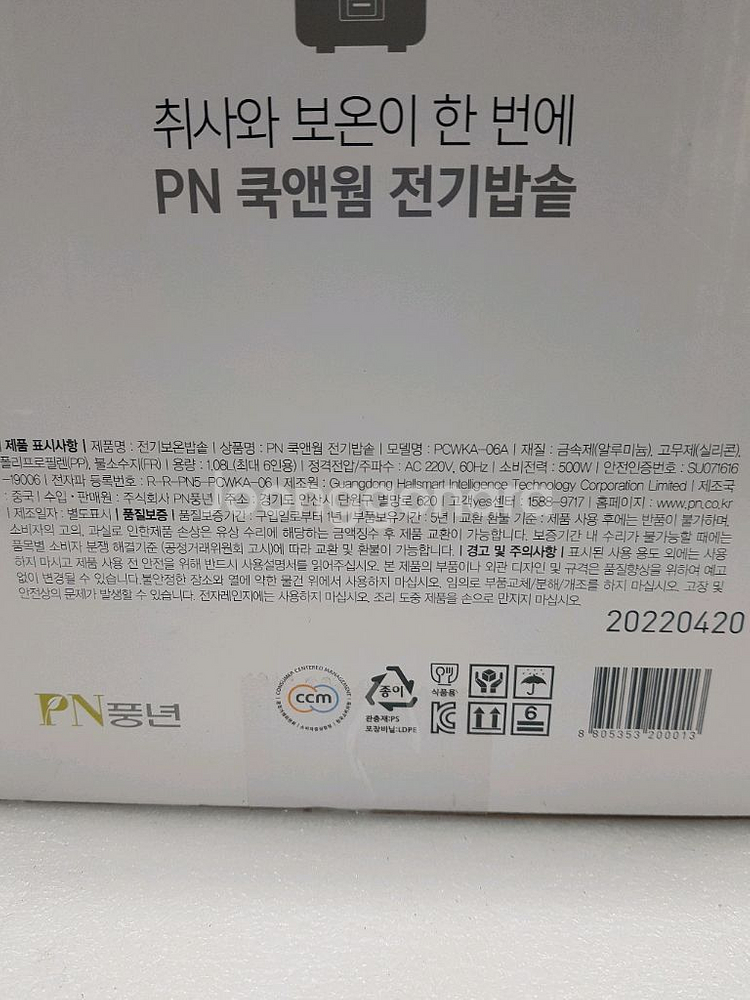 취사와 보온이 한 번에
PN 쿡앤웜 전기밥솥
제품 표시사항 | 제품명 : 전기보온밥솥 | 상품명 : PN 쿡앤웜 전기밥솥 | 모델명 : PCWKA-06A | 재질 : 금속제(알루미늄), 고무제(실리콘),
폴리프로필렌(PP), 불소수지(FR) | 용량 : 1.08L(최대 6인용) | 정격전압/주파수 : AC 220V, 60Hz | 소비전력 : 500W | 안전인증번호 : SU071616
-19006 | 전자파 등록번호 : R-R-PN5-PCWKA-06 | 제조원 : Guangdong Hallsmart Intelligence Technology Corporation Limited | 제조국
: 중국 | 수입 · 판매원 : 주식회사 PN풍년 | 주소 : 경기도 안산시 단원구 별망로 620 | 고객yes센터 : 1588-9717 | 홈페이지 : www.pn.co.kr
| 제조일자 : 별도표시 | 품질보증 | 품질보증기간 : 구입일로부터 1년 | 부품보유기간 : 5년 | 교환 환불 기준 : 제품 사용 후에는 반품이 불가하며,
소비자의 고의, 과실로 인한제품 손상은 유상 수리에 해당하는 금액징수 후 제품 교환이 가능합니다. 보증기간 내 수리가 불가능할 때에는
품목별 소비자 분쟁 해결기준 (공정거래위원회 고시)에 따라 교환 및 환불이 가능합니다. | 경고 및 주의사항 | 표시된 사용 용도 외에는 사용
하지 마시고 제품 사용 전 안전을 위해 반드시 사용설명서를 읽어주십시오. 본 제품의 부품이나 외관 디자인 및 규격은 품질향상을 위하여 예고
없이 변경될 수 있습니다.불안정한 장소와 열에 약한 물건 위에서 사용하지 마십시오. 임의로 부품교체/분해/개조를 하지 마십시오. 고장 및
안전상의 문제가 발생할 수 있습니다. 전자레인지에는 사용하지 마십시오. 조리 도중 제품을 손으로 만지지 마십시오.
20220420
PN풍년
CONSUMER CENTERED MANAGEMENT
ccm
종이
완충재:PS
포장비닐:LDPE
식품용
6
8 805353 200013